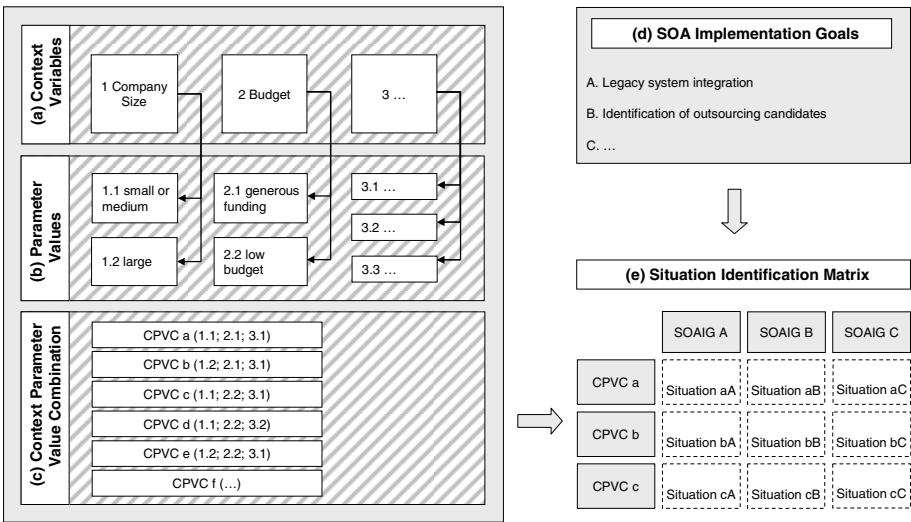 (a) Context
Variables
1 Company
Size
2 Budget
3 …
(b) Parameter
Values
1.1 small or
medium
1.2 large
2.1 generous
funding
2.2 low
budget
3.1 …
3.2 …
3.3 …
(c) Context Parameter
Value Combination
CPVC a (1.1; 2.1; 3.1)
CPVC b (1.2; 2.1; 3.1)
CPVC c (1.1; 2.2; 3.1)
CPVC d (1.1; 2.2; 3.2)
CPVC e (1.2; 2.2; 3.1)
CPVC f (…)
(d) SOA Implementation Goals
A. Legacy system integration
B. Identification of outsourcing candidates
C. …
(e) Situation Identification Matrix
SOAIG A SOAIG B SOAIG C
CPVC a Situation aA Situation aB Situation aC
CPVC b Situation bA Situation bB Situation bC
CPVC c Situation cA Situation cB Situation cC